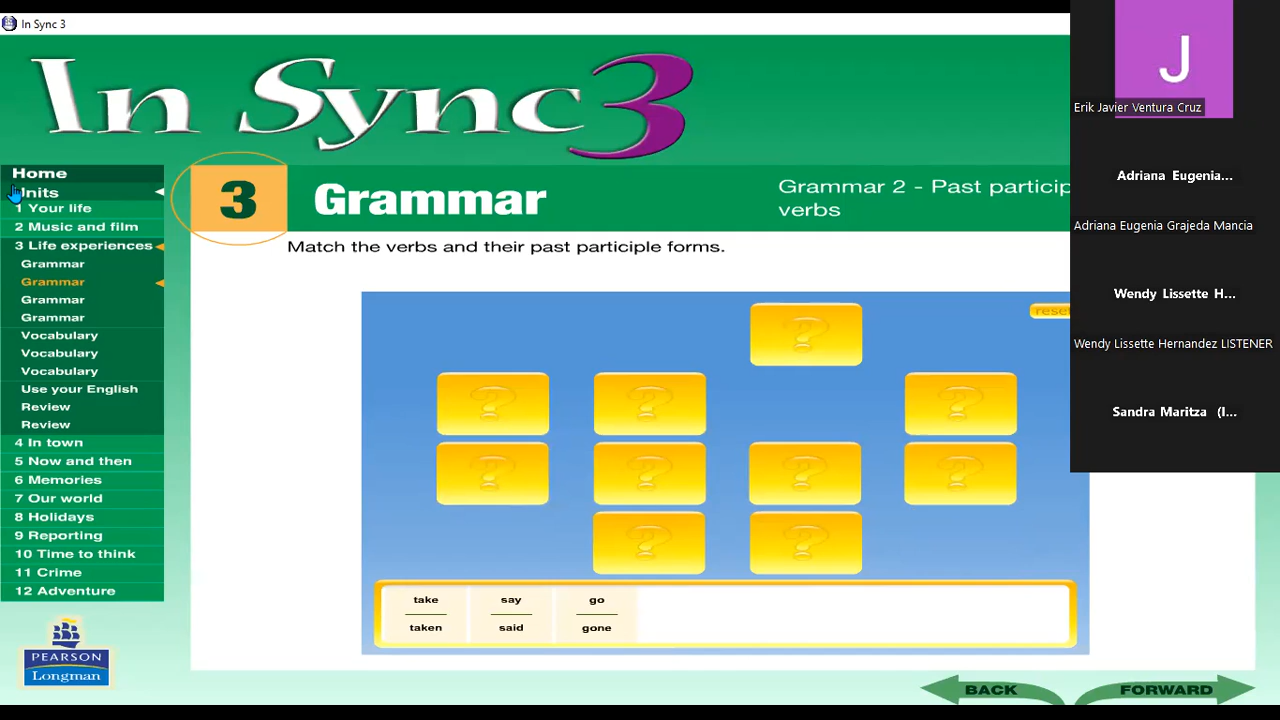 In Sync 3
In Sync 3
Home
Units
1 Your life
2 Music and film
3 Life experiences
Grammar
Grammar
Grammar
Grammar
Vocabulary
Vocabulary
Vocabulary
Use your English
Review
Review
4 In town
5 Now and then
6 Memories
7 Our world
8 Holidays
9 Reporting
10 Time to think
11 Crime
12 Adventure
PEARSON
Longman
3
Grammar
Grammar 2 - Past particip
verbs
Match the verbs and their past participle forms.
rese
?
? ? ?
? ? ? ?
? ?
take say go
taken said gone
BACK FORWARD
J
Erik Javier Ventura Cruz
Adriana Eugenia...
Adriana Eugenia Grajeda Mancia
Wendy Lissette H...
Wendy Lissette Hernandez LISTENER
Sandra Maritza (I...